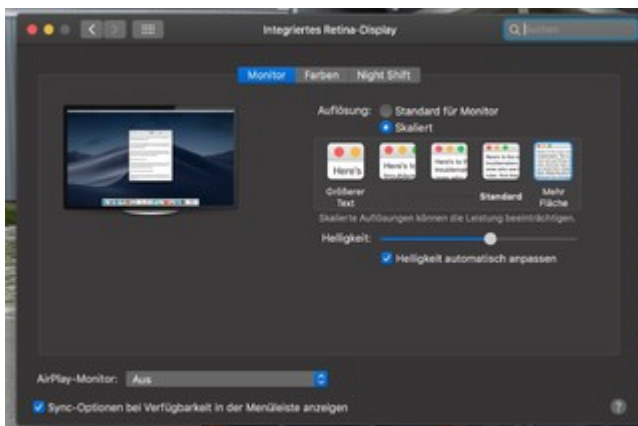 Integriertes Retina-Display
Suchen
Monitor
Farben
Night Shift
Auflösung:
Standard für Monitor
Skaliert
Here's
Größerer Text
Standard
Mehr Fläche
Skalierte Auflösungen können die Leistung beeinträchtigen.
Helligkeit:
Helligkeit automatisch anpassen
AirPlay-Monitor:
Aus
Sync-Optionen bei Verfügbarkeit in der Menüleiste anzeigen
?